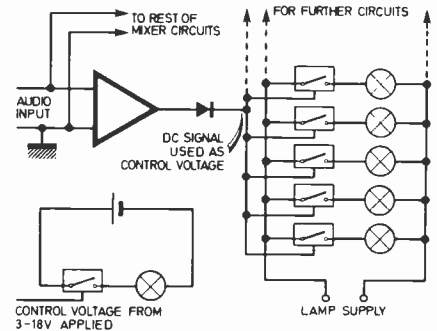 TO REST OF
MIXER CIRCUITS
FOR FURTHER CIRCUITS
AUDIO
INPUT
DC SIGNAL
USED AS
CONTROL VOLTAGE
LAMP SUPPLY
CONTROL VOLTAGE FROM
3-18V APPLIED